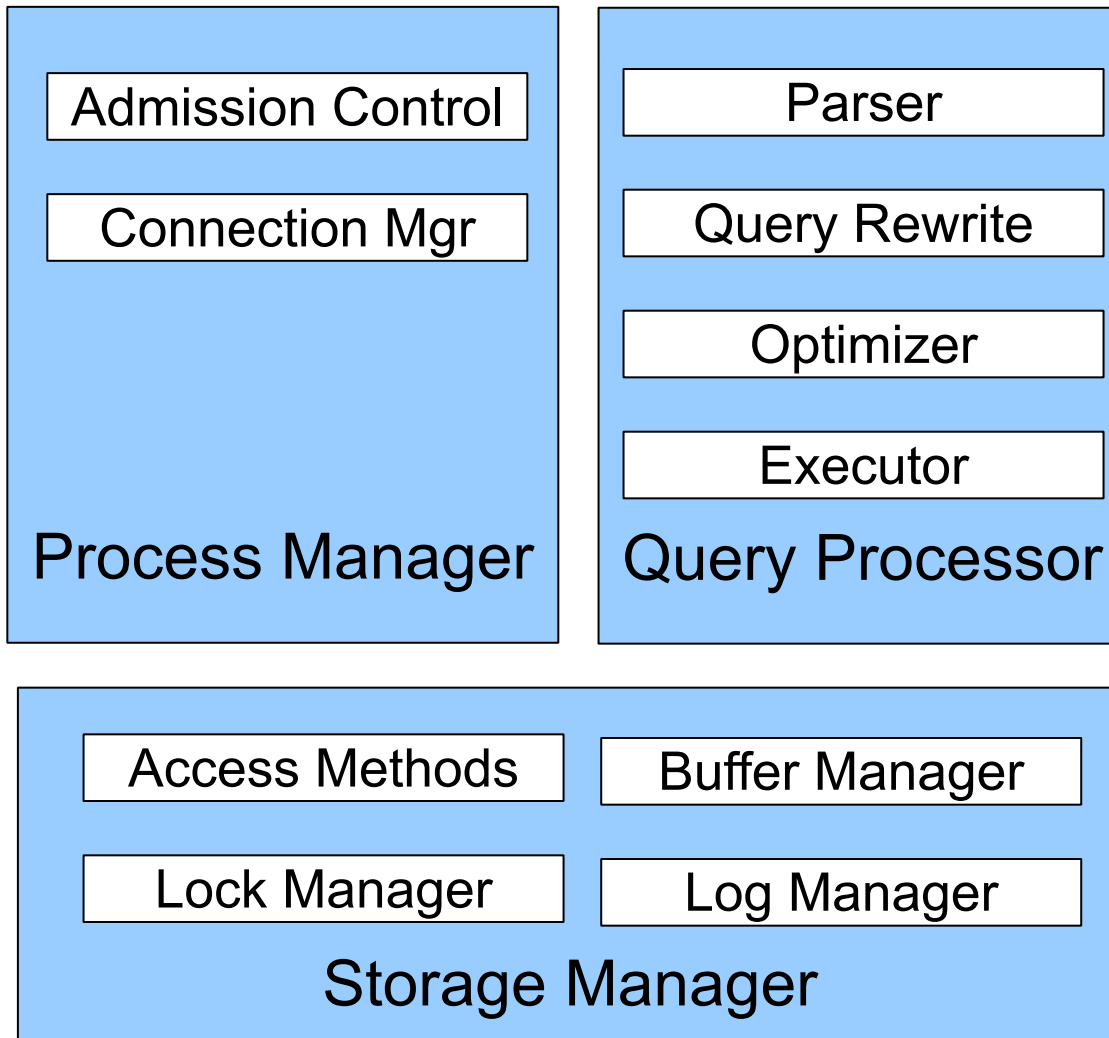 Admission Control
Connection Mgr
Process Manager
Parser
Query Rewrite
Optimizer
Executor
Query Processor
Access Methods
Buffer Manager
Lock Manager
Log Manager
Storage Manager